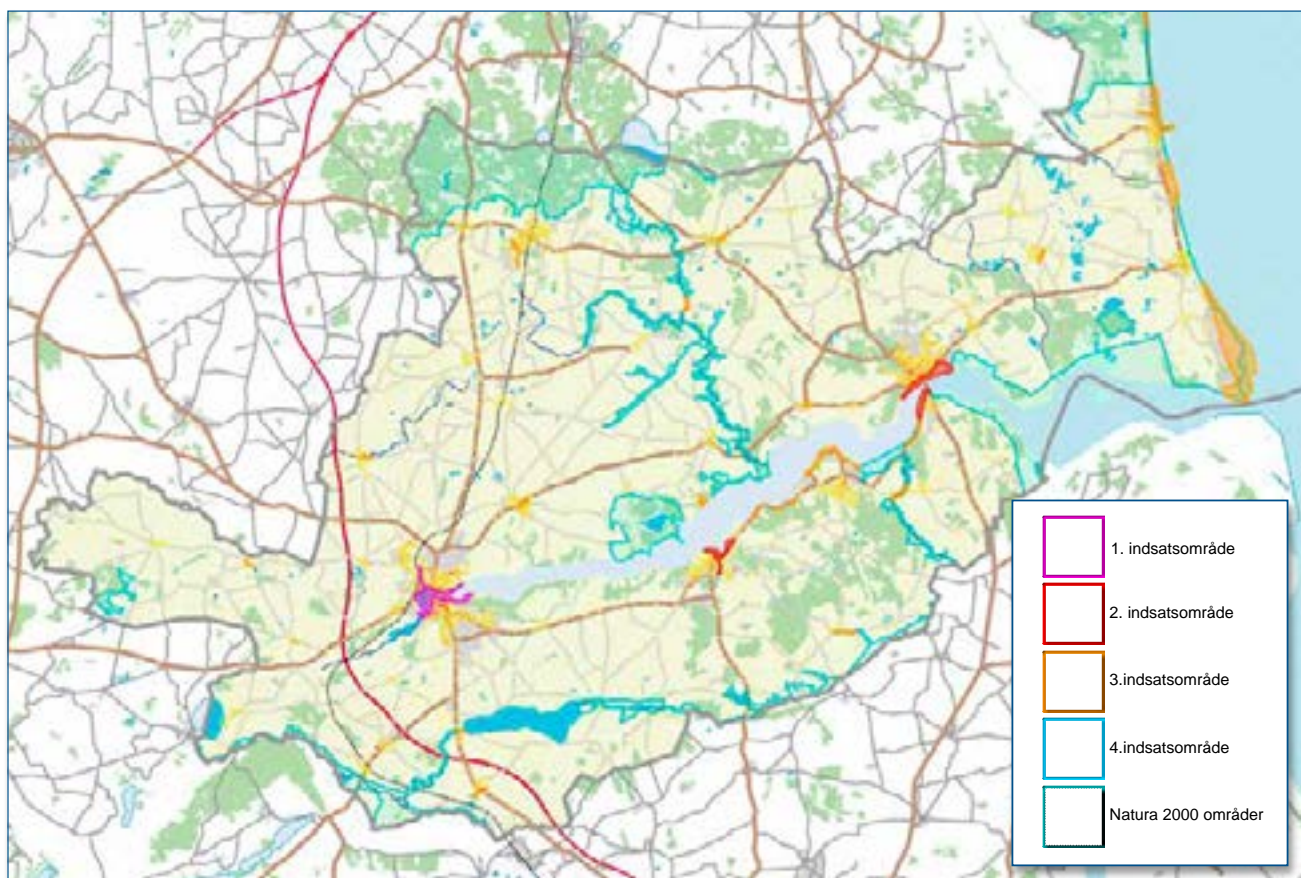 1. indsatsområde
2. indsatsområde
3.indsatsområde
4.indsatsområde
Natura 2000 områder